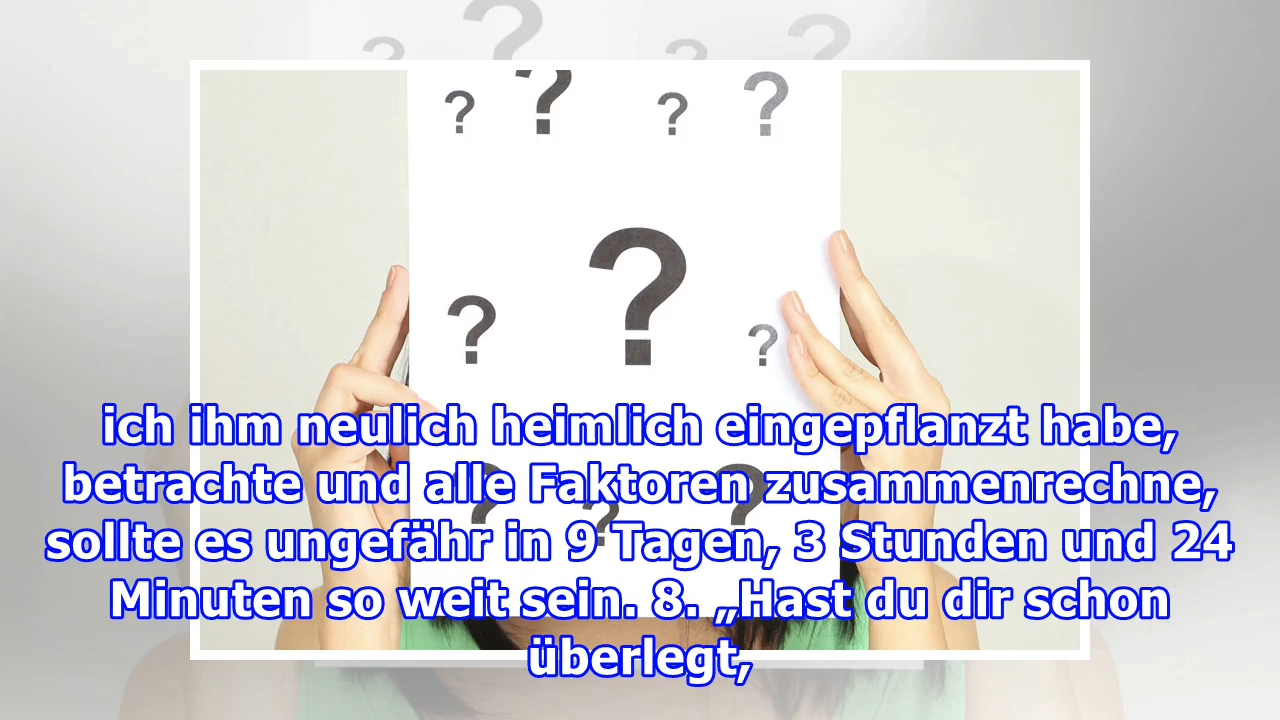 ? ? ? ?
?
? ?
? ? ?
ich ihm neulich heimlich eingepflanzt habe,
betrachte und alle Faktoren zusammenrechne,
sollte es ungefähr in 9 Tagen, 3 Stunden und 24
Minuten so weit sein. 8. „Hast du dir schon
überlegt,